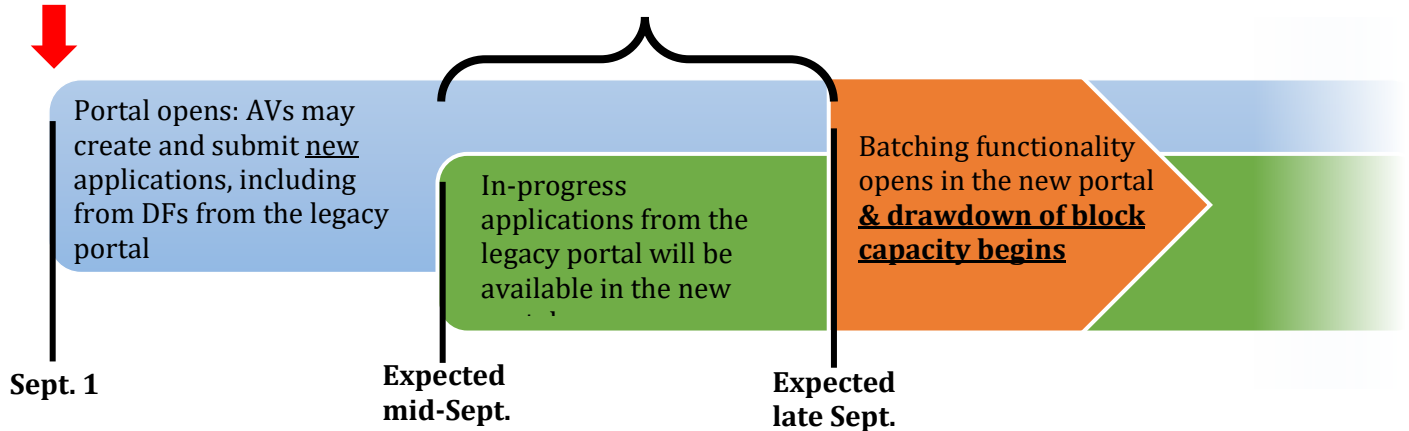 Portal opens: AVs may
create and submit new
applications, including
from DFs from the legacy
portal
In-progress
applications from the
legacy portal will be
available in the new
Batching functionality
opens in the new portal
& drawdown of block
capacity begins
Sept. 1
Expected
mid-Sept.
Expected
late Sept.